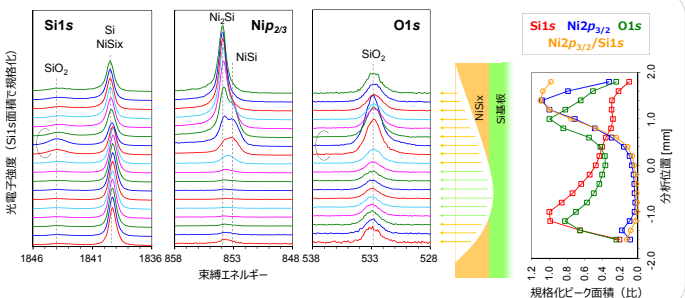 Si1s
Si
NiSix
SiO2
Ni2Si
Nip2/3
NiSi
O1s
SiO2
光電子強度（Si1s面積で規格化）
1846
1841
1836
858
853
848
538
533
528
束縛エネルギー
NiSix
Si基板
Si1s Ni2p3/2 O1s
Ni2p3/2/Si1s
2.0
1.0
0.0
-1.0
-2.0
分析位置 [mm]
1.2
1.0
0.8
0.6
0.4
0.2
0.0
規格化ピーク面積（比）